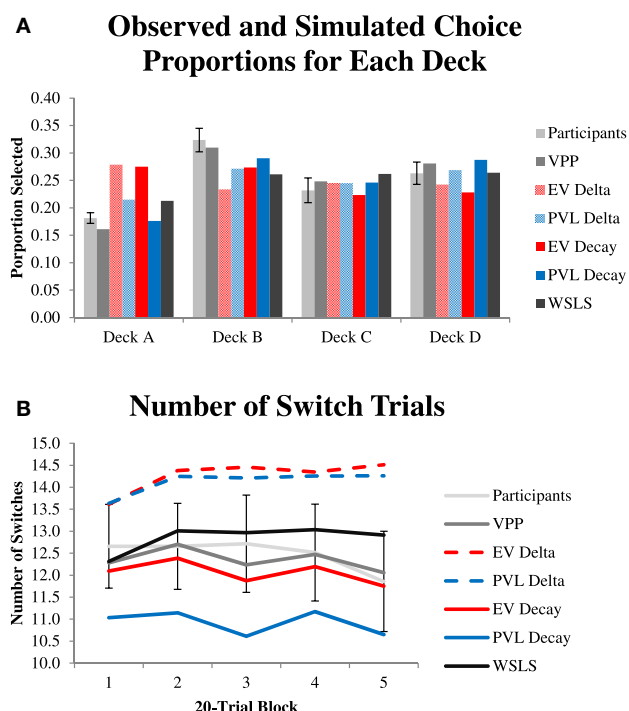 A
Observed and Simulated Choice
Proportions for Each Deck
Porportion Selected
0.40
0.35
0.30
0.25
0.20
0.15
0.10
0.05
0.00
Deck A Deck B Deck C Deck D
Participants
VPP
EV Delta
PVL Delta
EV Decay
PVL Decay
WSLS
B
Number of Switch Trials
Number of Switches
15.0
14.5
14.0
13.5
13.0
12.5
12.0
11.5
11.0
10.5
10.0
1 2 3 4 5
20-Trial Block
Participants
VPP
EV Delta
PVL Delta
EV Decay
PVL Decay
WSLS